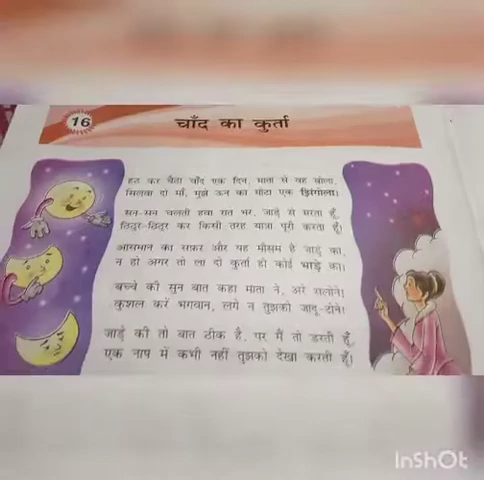 16
चाँद का कुर्ता
हठ कर बैठा चाँद एक दिन, माता से यह बोला,
सिलवा दो माँ, मुझे ऊन का मोटा एक झिंगोला।
सन-सन चलती हवा रात भर, जाड़े से मरता हूँ,
ठिठुर-ठिठुर कर किसी तरह यात्रा पूरी करता हूँ।
आसमान का सफ़र और यह मौसम है जाड़े का,
न हो अगर तो ला दो कुर्ता ही कोई भाड़े का।
बच्चे की सुन बात कहा माता ने, अरे सलोने!
कुशल करें भगवान, लगे न तुझको जादू-टोने।
जाड़े की तो बात ठीक है, पर मैं तो डरती हूँ,
एक नाप में कभी नहीं तुझको देखा करती हूँ।
InShOt